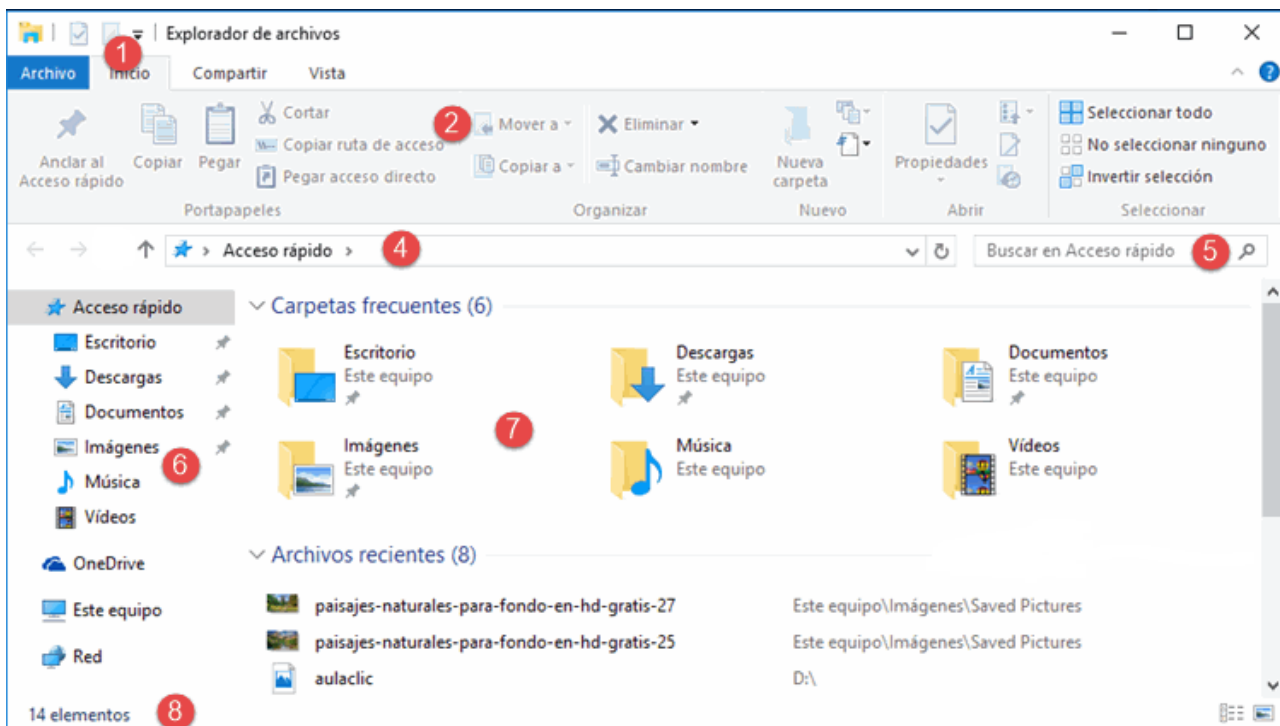 Explorador de archivos
1
Archivo Inicio Compartir Vista
Anclar al
Acceso rápido
Copiar
Pegar
Cortar
Copiar ruta de acceso
Pegar acceso directo
Portapapeles
2
Mover a
Copiar a
Eliminar
Cambiar nombre
Organizar
Nueva
carpeta
Nuevo
Propiedades
Abrir
Seleccionar todo
No seleccionar ninguno
Invertir selección
Seleccionar
Acceso rápido 4
Buscar en Acceso rápido 5
Acceso rápido
Escritorio
Descargas
Documentos
Imágenes
6
Música
Vídeos
OneDrive
Este equipo
Red
Carpetas frecuentes (6)
Escritorio
Este equipo
Descargas
Este equipo
Documentos
Este equipo
7
Imágenes
Este equipo
Música
Este equipo
Vídeos
Este equipo
Archivos recientes (8)
paisajes-naturales-para-fondo-en-hd-gratis-27 Este equipo\Imágenes\Saved Pictures
paisajes-naturales-para-fondo-en-hd-gratis-25 Este equipo\Imágenes\Saved Pictures
aulaclic D:\
14 elementos 8